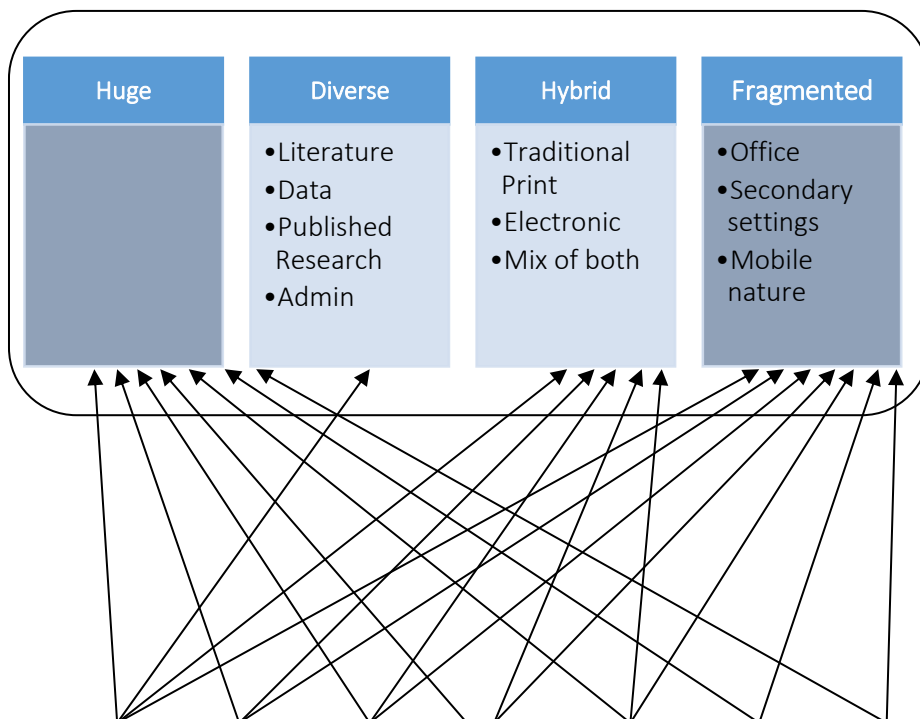 Huge
Diverse
•Literature
•Data
•Published
Research
•Admin
Hybrid
•Traditional
Print
•Electronic
•Mix of both
Fragmented
•Office
•Secondary
settings
•Mobile
nature